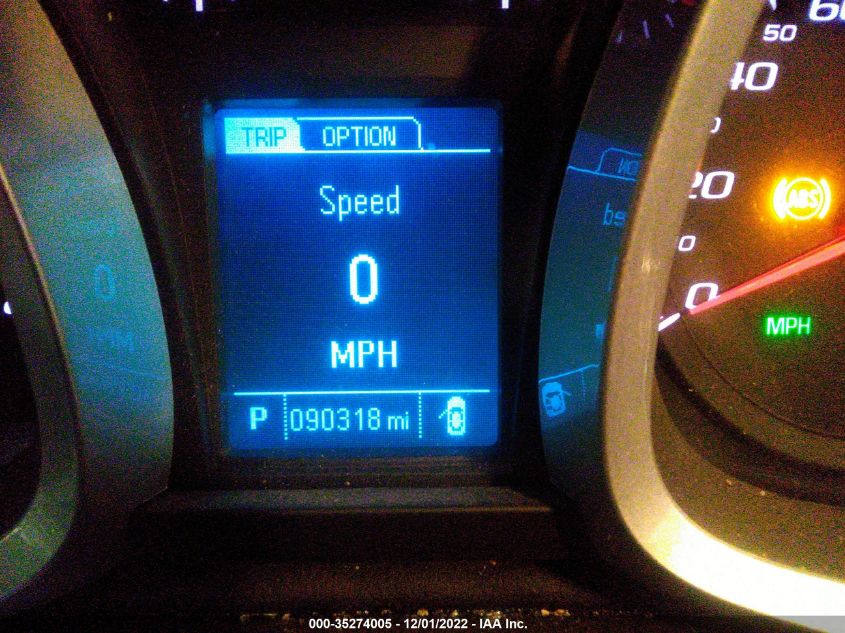 TRIP OPTION
Speed
0
MPH
P 090318 mi
50
40
20
0
0
ABS
MPH
000-35274005 - 12/01/2022 - IAA Inc.